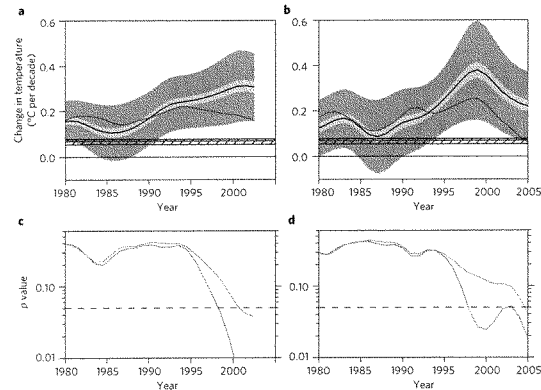 a
b
0.6
0.4
0.2
0.0
Change in temperature
(°C per decade)
1980 1985 1990 1995 2000
Year
0.6
0.4
0.2
0.0
1980 1985 1990 1995 2000 2005
Year
c
d
0.10
0.01
p value
1980 1985 1990 1995 2000
Year
0.10
0.01
1980 1985 1990 1995 2000 2005
Year